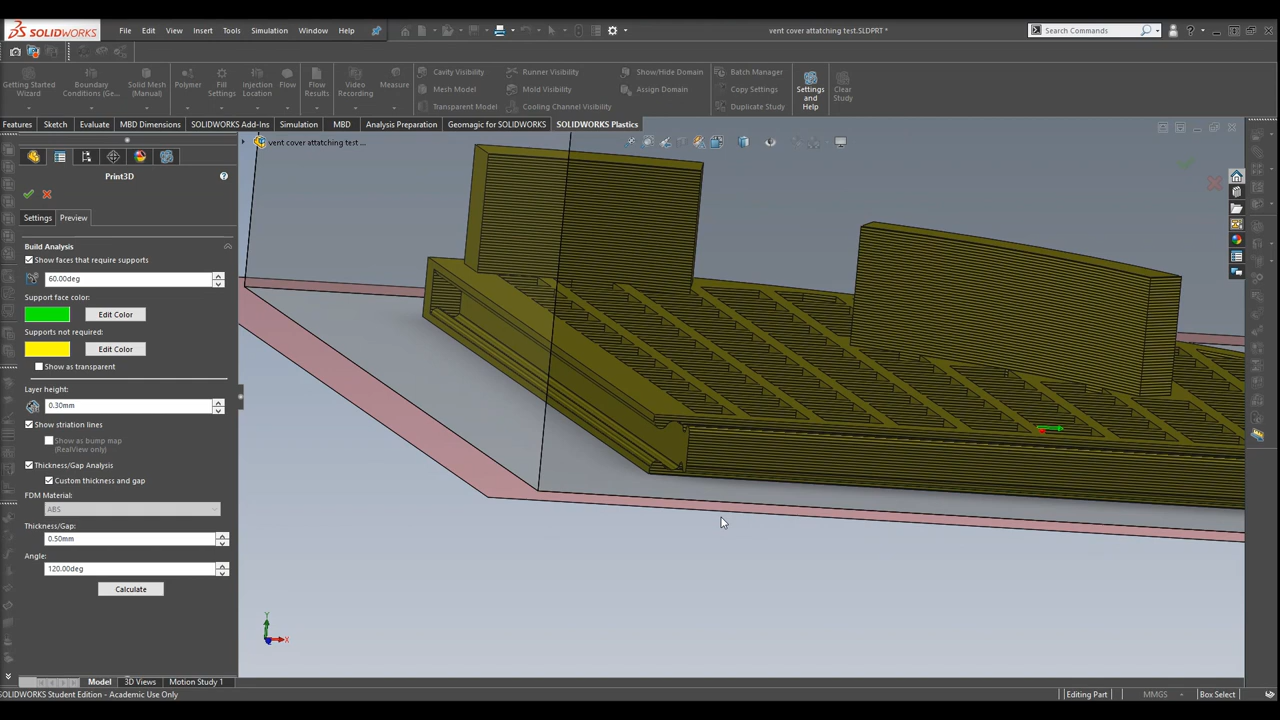 SOLIDWORKS File Edit View Insert Tools Simulation Window Help vent cover attatching test.SLDPRT * Search Commands
Getting Started Wizard
Boundary Conditions (Ge...
Solid Mesh (Manual)
Polymer
Fill Settings
Injection Location
Flow
Flow Results
Video Recording
Measure
Cavity Visibility
Mesh Model
Transparent Model
Runner Visibility
Mold Visibility
Cooling Channel Visibility
Show/Hide Domain
Assign Domain
Batch Manager
Copy Settings
Duplicate Study
Settings and Help
Clear Study
Features Sketch Evaluate MBD Dimensions SOLIDWORKS Add-Ins Simulation MBD Analysis Preparation Geomagic for SOLIDWORKS SOLIDWORKS Plastics
vent cover attatching test ...
Print3D
Settings Preview
Build Analysis
Show faces that require supports
60.00deg
Support face color:
Edit Color
Supports not required:
Edit Color
Show as transparent
Layer height:
0.30mm
Show striation lines
Show as bump map
(RealView only)
Thickness/Gap Analysis
Custom thickness and gap
FDM Material:
ABS
Thickness/Gap:
0.50mm
Angle:
120.00deg
Calculate
Y
X
Model 3D Views Motion Study 1
SOLIDWORKS Student Edition - Academic Use Only Editing Part MMGS Box Select